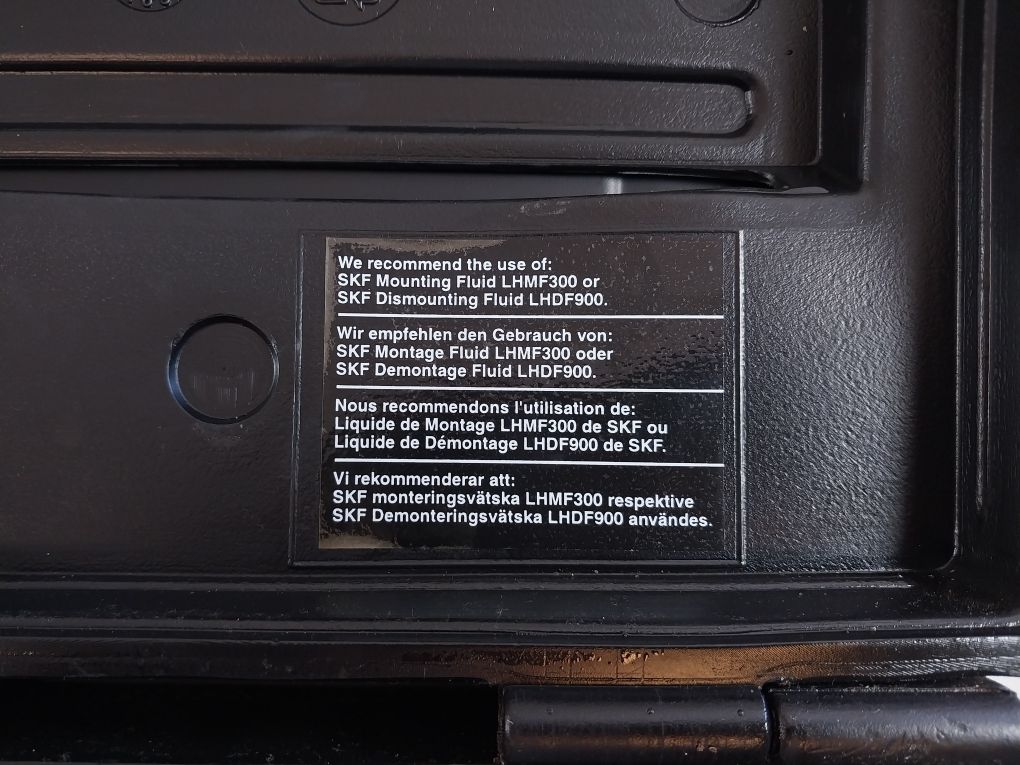 We recommend the use of:
SKF Mounting Fluid LHMF300 or
SKF Dismounting Fluid LHDF900.
Wir empfehlen den Gebrauch von:
SKF Montage Fluid LHMF300 oder
SKF Demontage Fluid LHDF900.
Nous recommendons l'utilisation de:
Liquide de Montage LHMF300 de SKF ou
Liquide de Démontage LHDF900 de SKF.
Vi rekommenderar att:
SKF monteringsvätska LHMF300 respektive
SKF Demonteringsvätska LHDF900 användes.